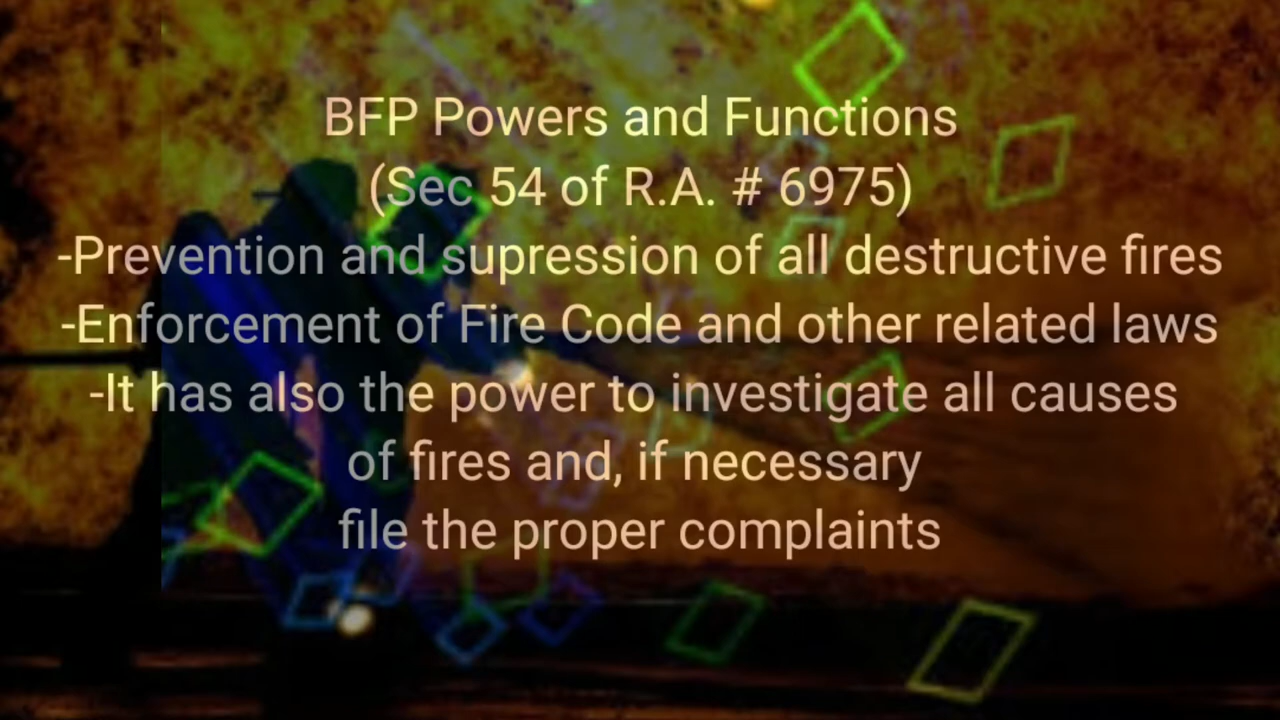 BFP Powers and Functions
(Sec 54 of R.A. # 6975)
-Prevention and supression of all destructive fires
-Enforcement of Fire Code and other related laws
-It has also the power to investigate all causes
of fires and, if necessary
file the proper complaints